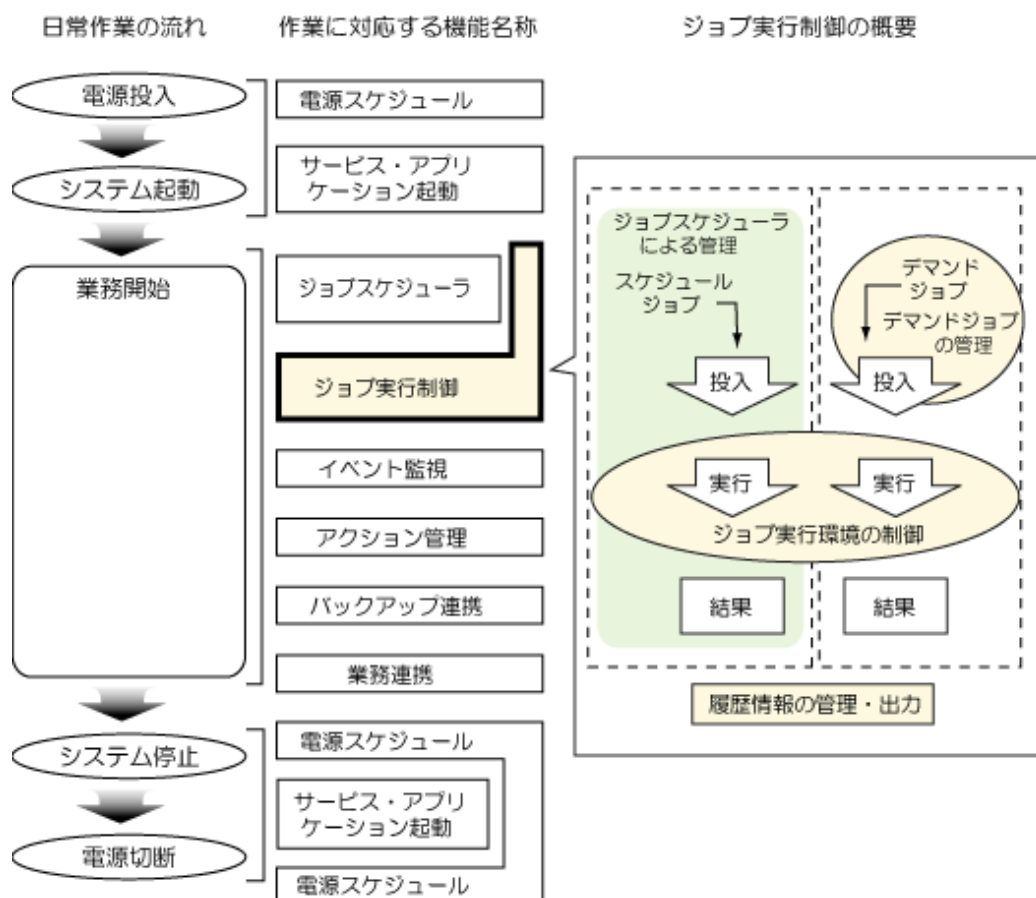 日常作業の流れ
作業に対応する機能名称
ジョブ実行制御の概要
電源投入
システム起動
業務開始
システム停止
電源切断
電源スケジュール
サービス・アプリ
ケーション起動
ジョブスケジューラ
ジョブ実行制御
イベント監視
アクション管理
バックアップ連携
業務連携
電源スケジュール
サービス・アプリ
ケーション起動
電源スケジュール
ジョブスケジューラ
による管理
スケジュール
ジョブ
投入
デマンド
ジョブ
デマンドジョブ
の管理
投入
実行
実行
ジョブ実行環境の制御
結果
結果
履歴情報の管理・出力